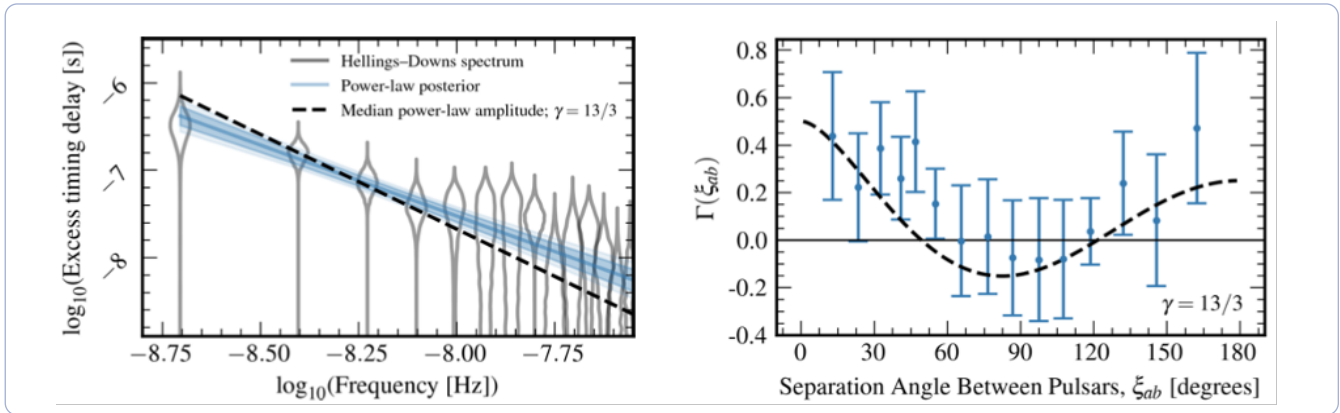 log₁₀(Excess timing delay [s])
−6
−7
−8
Hellings–Downs spectrum
Power-law posterior
Median power-law amplitude; γ = 13/3
−8.75 −8.50 −8.25 −8.00 −7.75
log₁₀(Frequency [Hz])
Γ(ξab)
0.8
0.6
0.4
0.2
0.0
-0.2
-0.4
γ = 13/3
0 30 60 90 120 150 180
Separation Angle Between Pulsars, ξab [degrees]